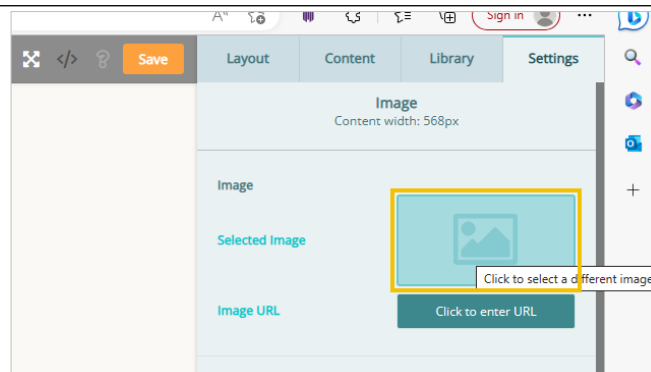 Sign in
</> ? Save Layout Content Library Settings
Image
Content width: 568px
Image
Selected Image
Click to select a different image
Image URL Click to enter URL